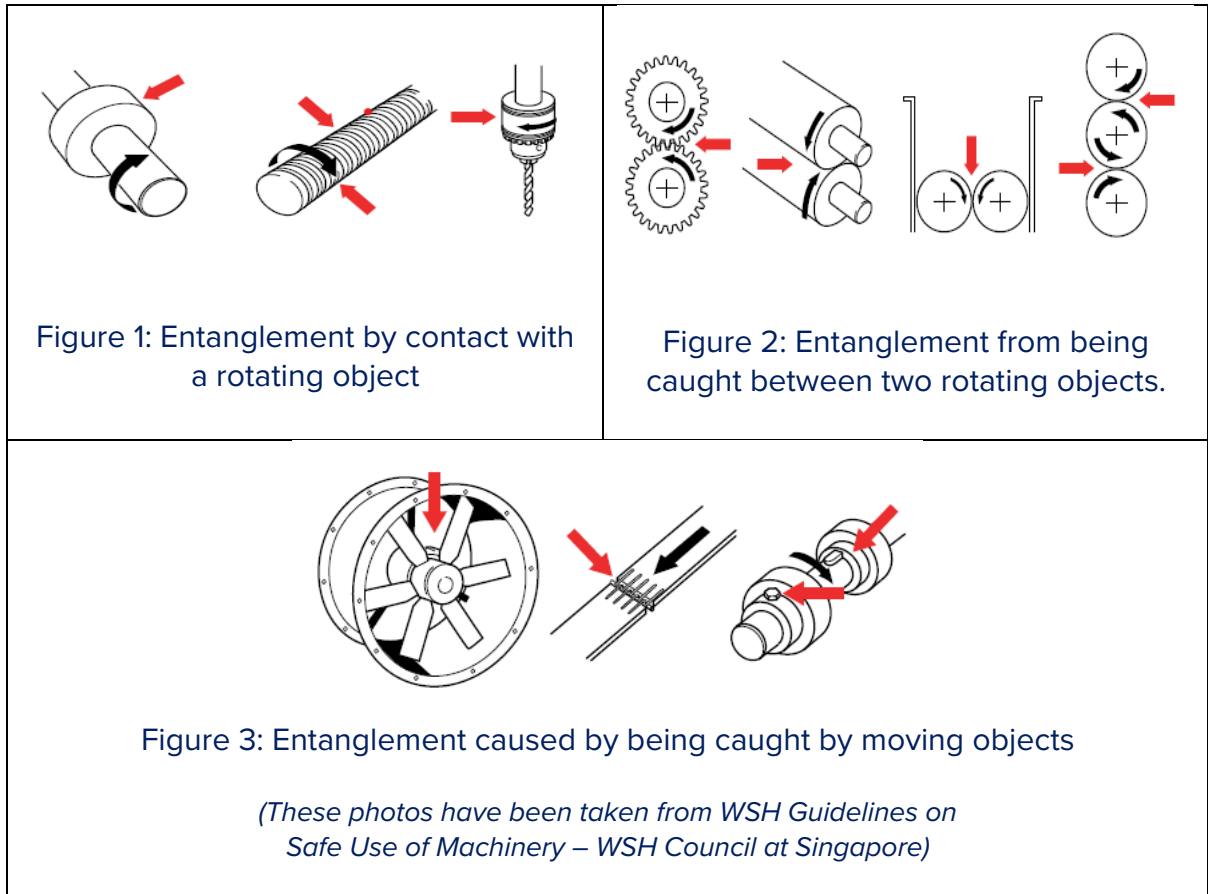 Figure 1: Entanglement by contact with
a rotating object
Figure 2: Entanglement from being
caught between two rotating objects.
Figure 3: Entanglement caused by being caught by moving objects
(These photos have been taken from WSH Guidelines on
Safe Use of Machinery – WSH Council at Singapore)